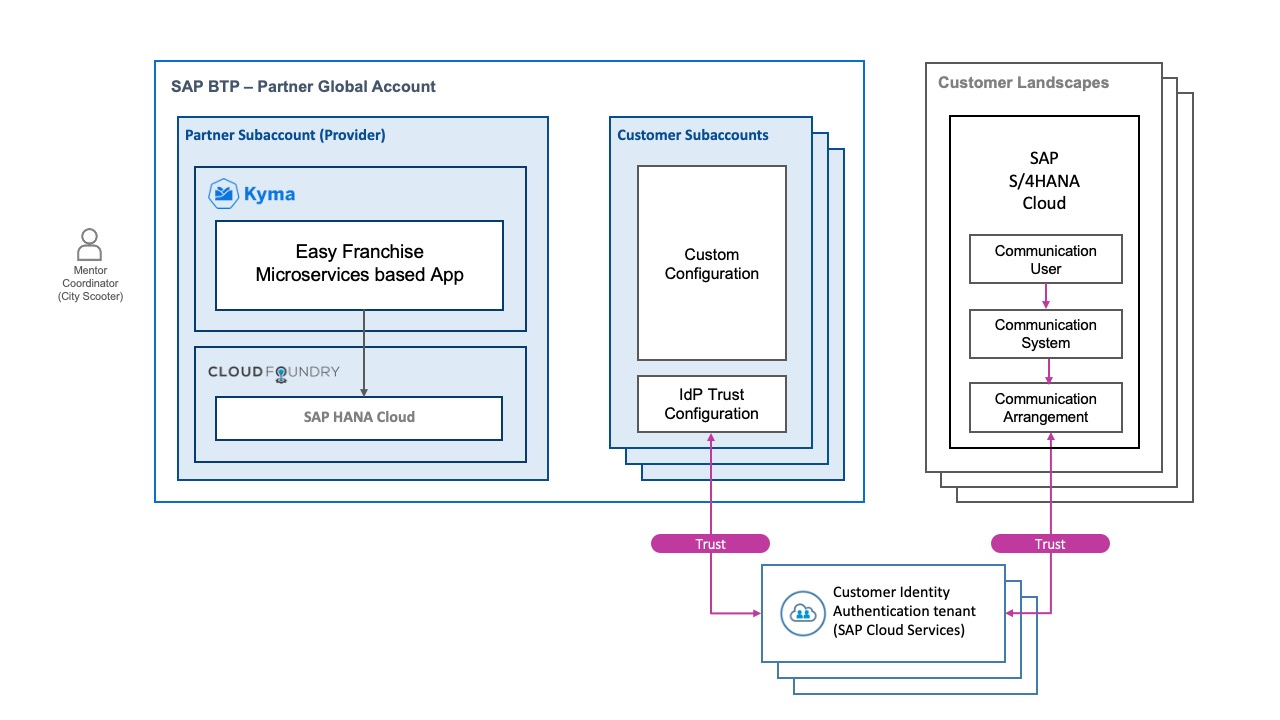 SAP BTP – Partner Global Account
Partner Subaccount (Provider)
Kyma
Easy Franchise
Microservices based App
CLOUD FOUNDRY
SAP HANA Cloud
Mentor
Coordinator
(City Scooter)
Customer Subaccounts
Custom
Configuration
IdP Trust
Configuration
Customer Landscapes
SAP
S/4HANA
Cloud
Communication
User
Communication
System
Communication
Arrangement
Trust
Trust
Customer Identity
Authentication tenant
(SAP Cloud Services)